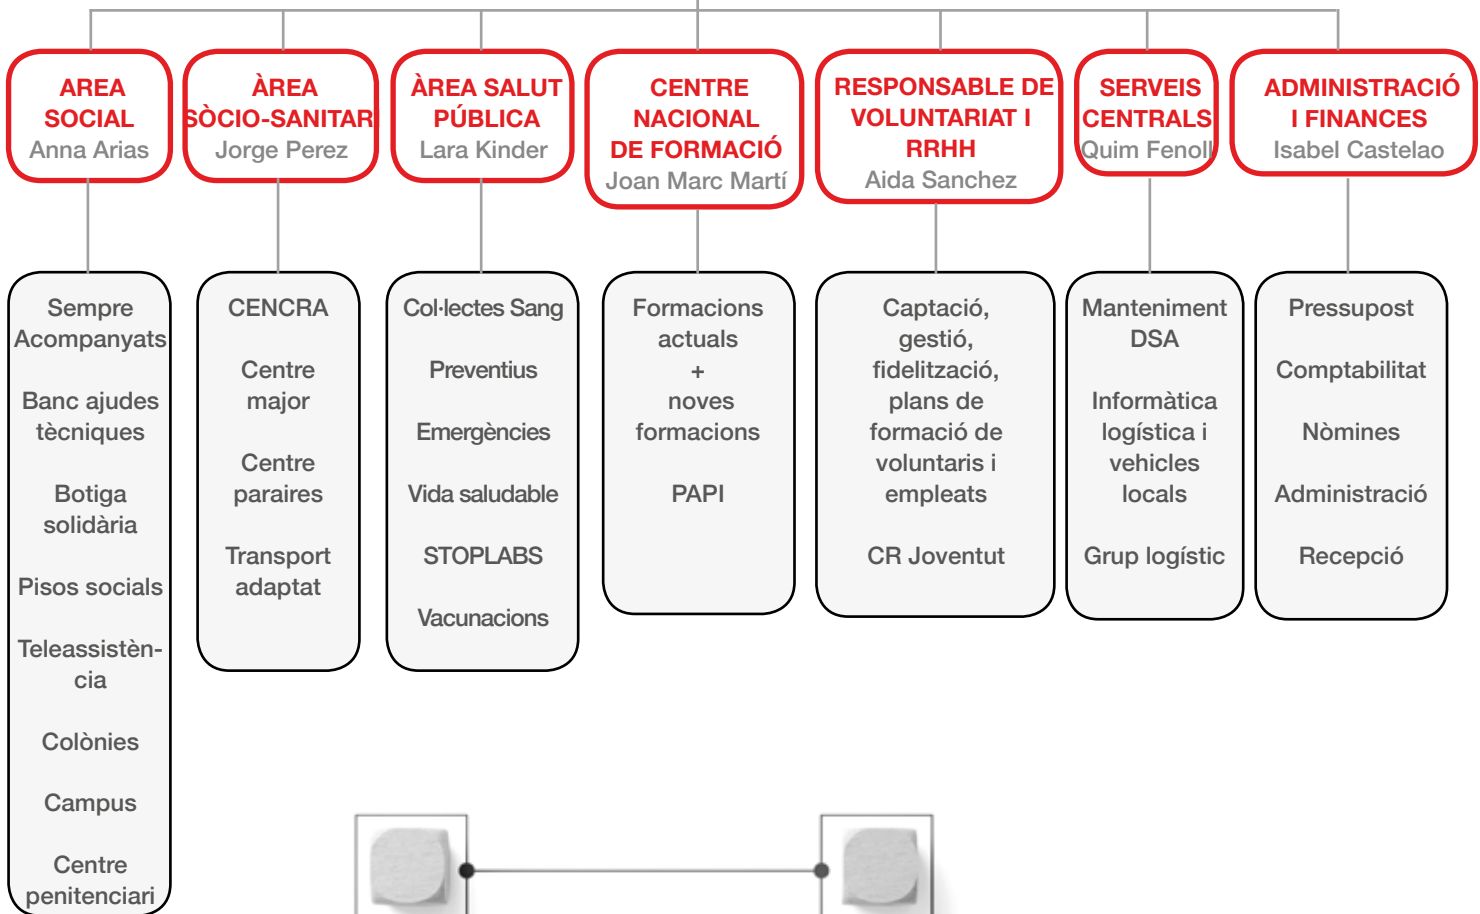 AREA
SOCIAL
Anna Arias
ÀREA
SÒCIO-SANITAR
Jorge Perez
ÀREA SALUT
PÚBLICA
Lara Kinder
CENTRE
NACIONAL
DE FORMACIÓ
Joan Marc Martí
RESPONSABLE DE
VOLUNTARIAT I
RRHH
Aida Sanchez
SERVEIS
CENTRALS
Quim Fenoll
ADMINISTRACIÓ
I FINANCES
Isabel Castelao
Sempre
Acompanyats
Banc ajudes
tècniques
Botiga
solidària
Pisos socials
Teleassistèn-
cia
Colònies
Campus
Centre
penitenciari
CENCRA
Centre
major
Centre
paraires
Transport
adaptat
Col·lectes Sang
Preventius
Emergències
Vida saludable
STOPLABS
Vacunacions
Formacions
actuals
+
noves
formacions
PAPI
Captació,
gestió,
fidelització,
plans de
formació de
voluntaris i
empleats
CR Joventut
Manteniment
DSA
Informàtica
logística i
vehicles
locals
Grup logístic
Pressupost
Comptabilitat
Nòmines
Administració
Recepció